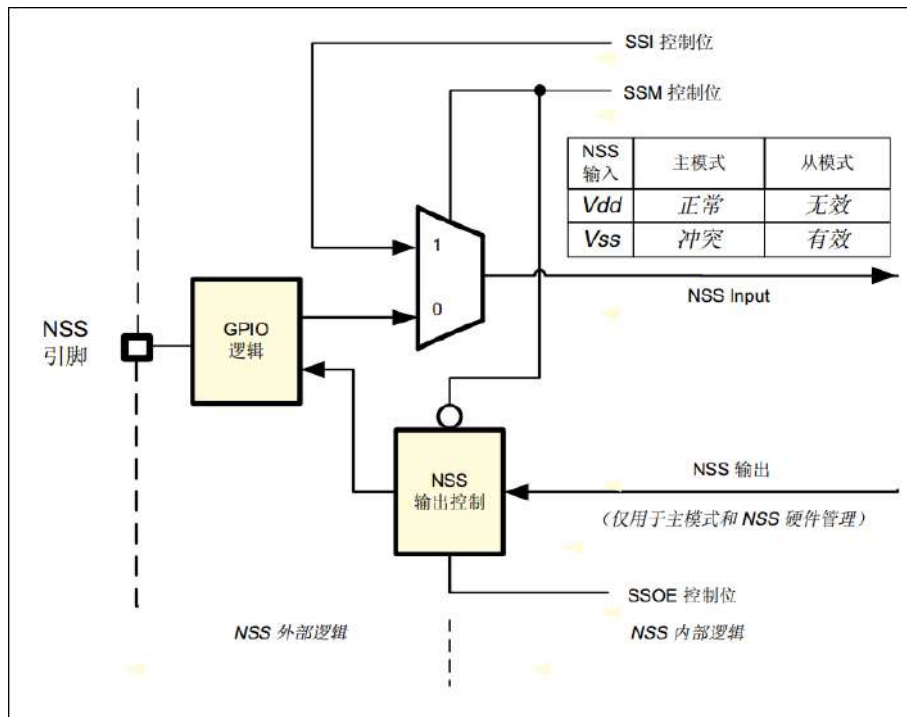 SSI 控制位
SSM 控制位
NSS 输入 主模式 从模式
Vdd 正常 无效
Vss 冲突 有效
1
NSS Input
0
NSS 引脚
GPIO 逻辑
NSS 输出控制
NSS 输出
(仅用于主模式和 NSS 硬件管理)
SSOE 控制位
NSS 外部逻辑
NSS 内部逻辑